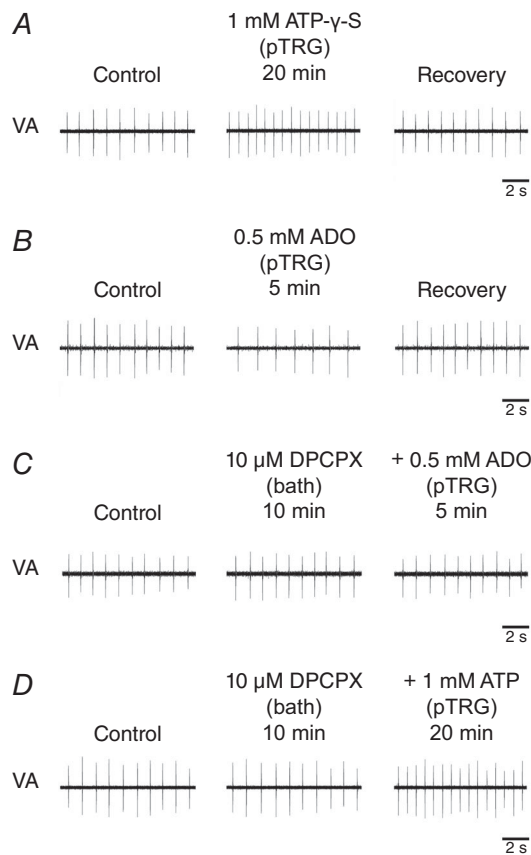 A
1 mM ATP-γ-S
(pTRG)
Control
20 min
Recovery
VA
2 s
B
0.5 mM ADO
(pTRG)
Control
5 min
Recovery
VA
2 s
C
10 µM DPCPX
+ 0.5 mM ADO
(bath)
(pTRG)
Control
10 min
5 min
VA
2 s
D
10 µM DPCPX
+ 1 mM ATP
(bath)
(pTRG)
Control
10 min
20 min
VA
2 s